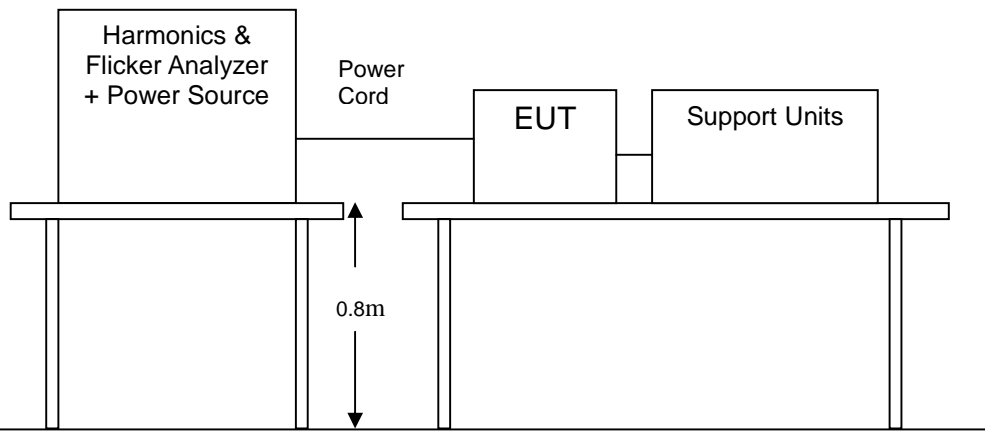 Harmonics &
Flicker Analyzer
+ Power Source
Power
Cord
EUT
Support Units
0.8m